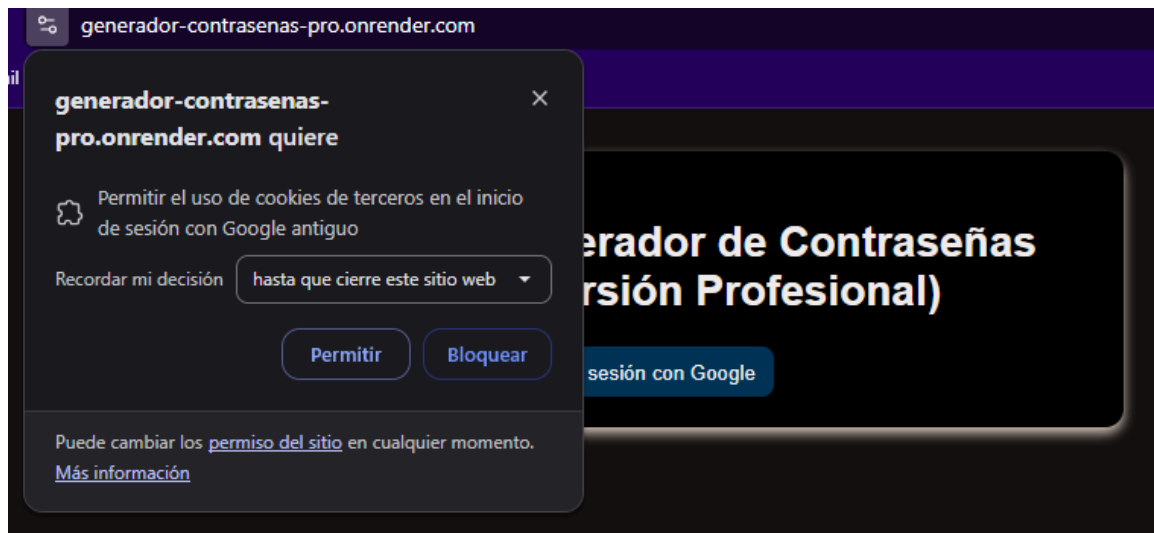 generador-contrasenas-pro.onrender.com
il
generador-contrasenas-
pro.onrender.com quiere
Permitir el uso de cookies de terceros en el inicio
de sesión con Google antiguo
Recordar mi decisión hasta que cierre este sitio web
Permitir Bloquear
Puede cambiar los permiso del sitio en cualquier momento.
Más información
erador de Contraseñas
rsión Profesional)
sesión con Google